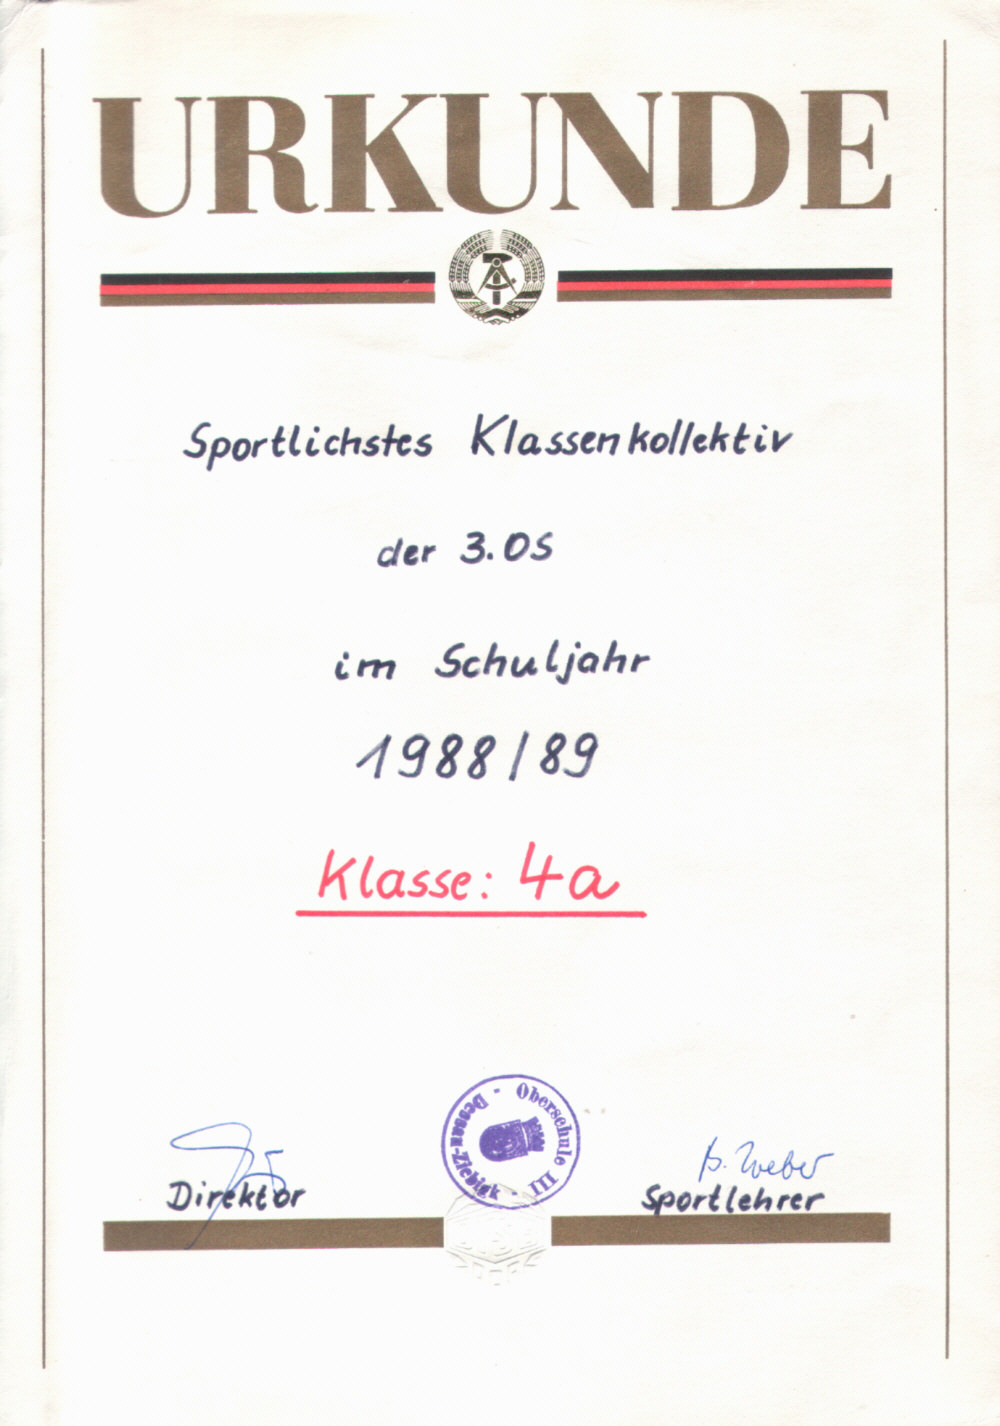 URKUNDE
Sportlichstes Klassenkollektiv
der 3. OS
im Schuljahr
1988/89
Klasse: 4a
Oberschule III
Dessau-Ziebigk
B. Weber
Direktor
Sportlehrer